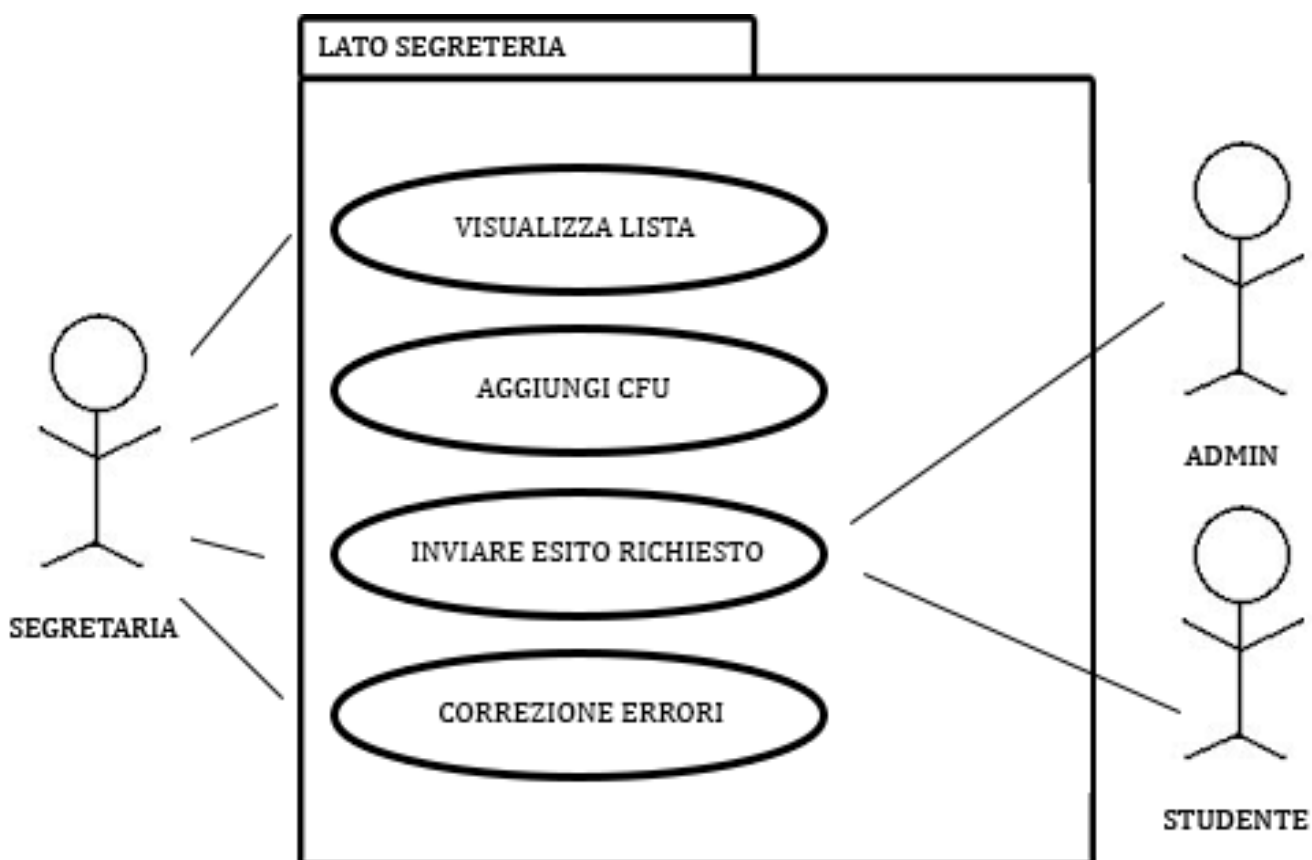 LATO SEGRETERIA
VISUALIZZA LISTA
AGGIUNGI CFU
INVIARE ESITO RICHIESTO
CORREZIONE ERRORI
SEGRETARIA
ADMIN
STUDENTE